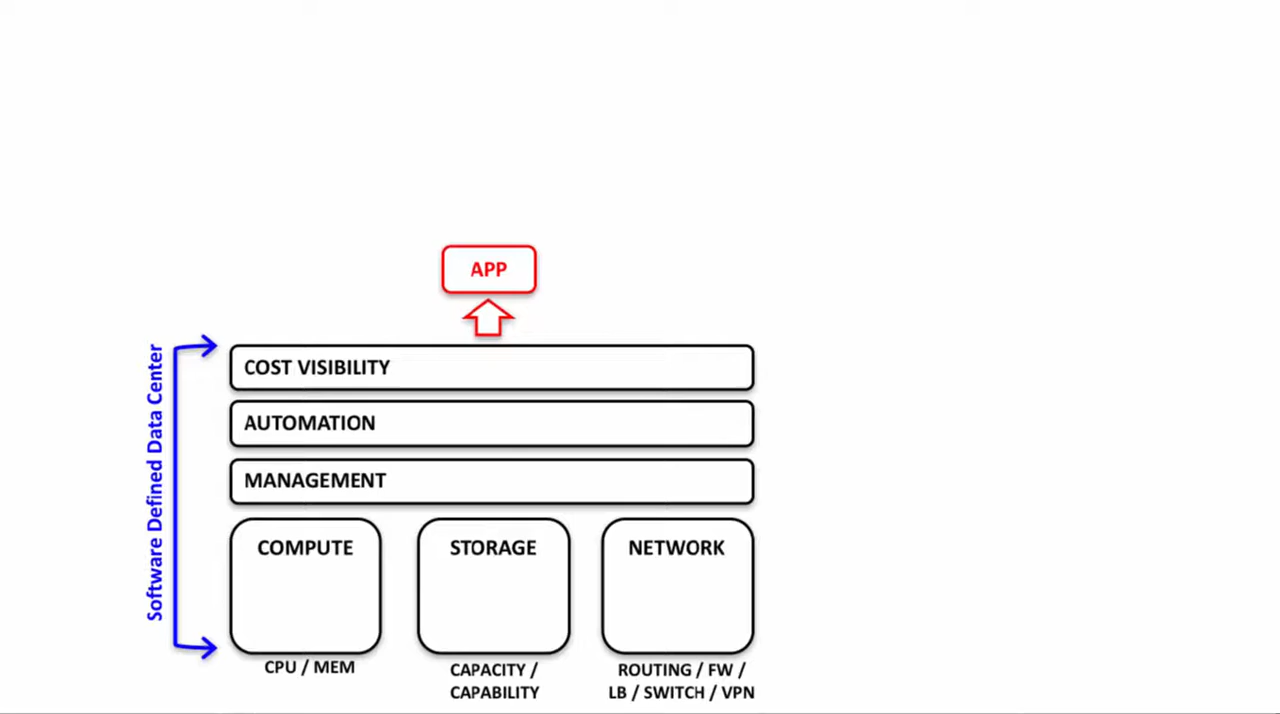 APP
Software Defined Data Center
COST VISIBILITY
AUTOMATION
MANAGEMENT
COMPUTE
STORAGE
NETWORK
CPU / MEM
CAPACITY /
CAPABILITY
ROUTING / FW /
LB / SWITCH / VPN